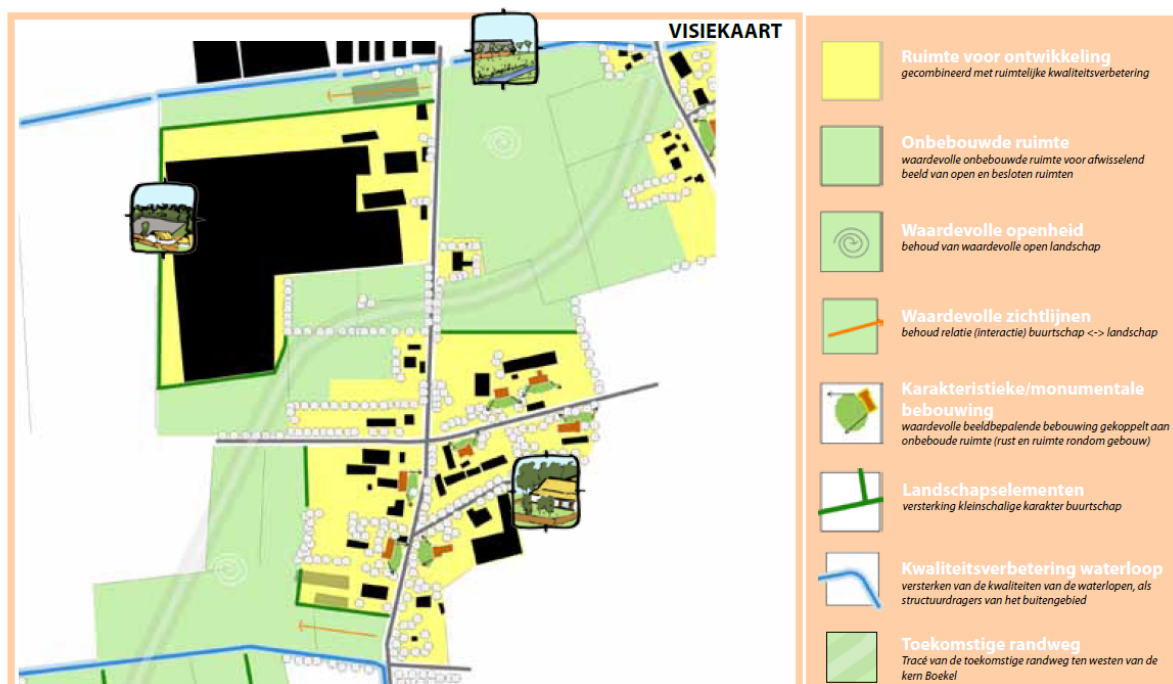 VISIEKAART
Ruimte voor ontwikkeling
gecombineerd met ruimtelijke kwaliteitsverbetering
Onbebouwde ruimte
waardevolle onbebouwde ruimte voor afwisselend
beeld van open en besloten ruimten
Waardevolle openheid
behoud van waardevolle open landschap
Waardevolle zichtlijnen
behoud relatie (interactie) buurtschap <-> landschap
Karakteristieke/monumentale
bebouwing
waardevolle beeldbepalende bebouwing gekoppelt aan
onbeboude ruimte (rust en ruimte rondom gebouw)
Landschapselementen
versterking kleinschalige karakter buurtschap
Kwaliteitsverbetering waterloop
versterken van de kwaliteiten van de waterlopen, als
structuurdragers van het buitengebied
Toekomstige randweg
Tracé van de toekomstige randweg ten westen van de
kern Boekel